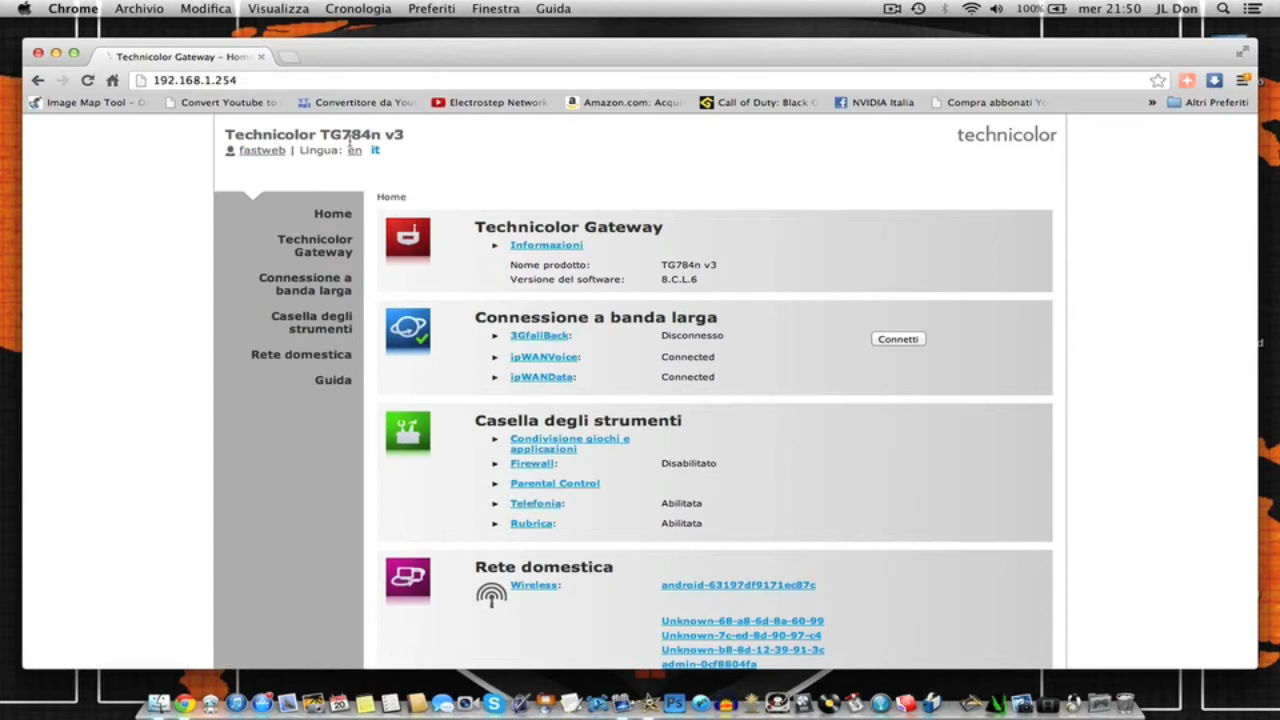 Chrome Archivio Modifica Visualizza Cronologia Preferiti Finestra Guida 100% mer 21:50 JL Don
Technicolor Gateway – Hom
192.168.1.254
Image Map Tool - Convert Youtube to Convertitore da You Electrostep Network Amazon.com: Acqui Call of Duty: Black NVIDIA Italia Compra abbonati » Altri Preferiti
Technicolor TG784n v3
technicolor
fastweb | Lingua: en it
Home
Home
Technicolor
Gateway
Connessione a
banda larga
Casella degli
strumenti
Rete domestica
Guida
Technicolor Gateway
Informazioni
Nome prodotto: TG784n v3
Versione del software: 8.C.L.6
Connessione a banda larga
3GfallBack: Disconnesso Connetti
ipWANVoice: Connected
ipWANData: Connected
Casella degli strumenti
Condivisione giochi e
applicazioni
Firewall: Disabilitato
Parental Control
Telefonia: Abilitata
Rubrica: Abilitata
Rete domestica
Wireless: android-63197df9171ec87c
Unknown-68-a8-6d-8a-60-99
Unknown-7c-ed-8d-90-97-c4
Unknown-b8-8d-12-39-91-3c
admin-0cf8804fa